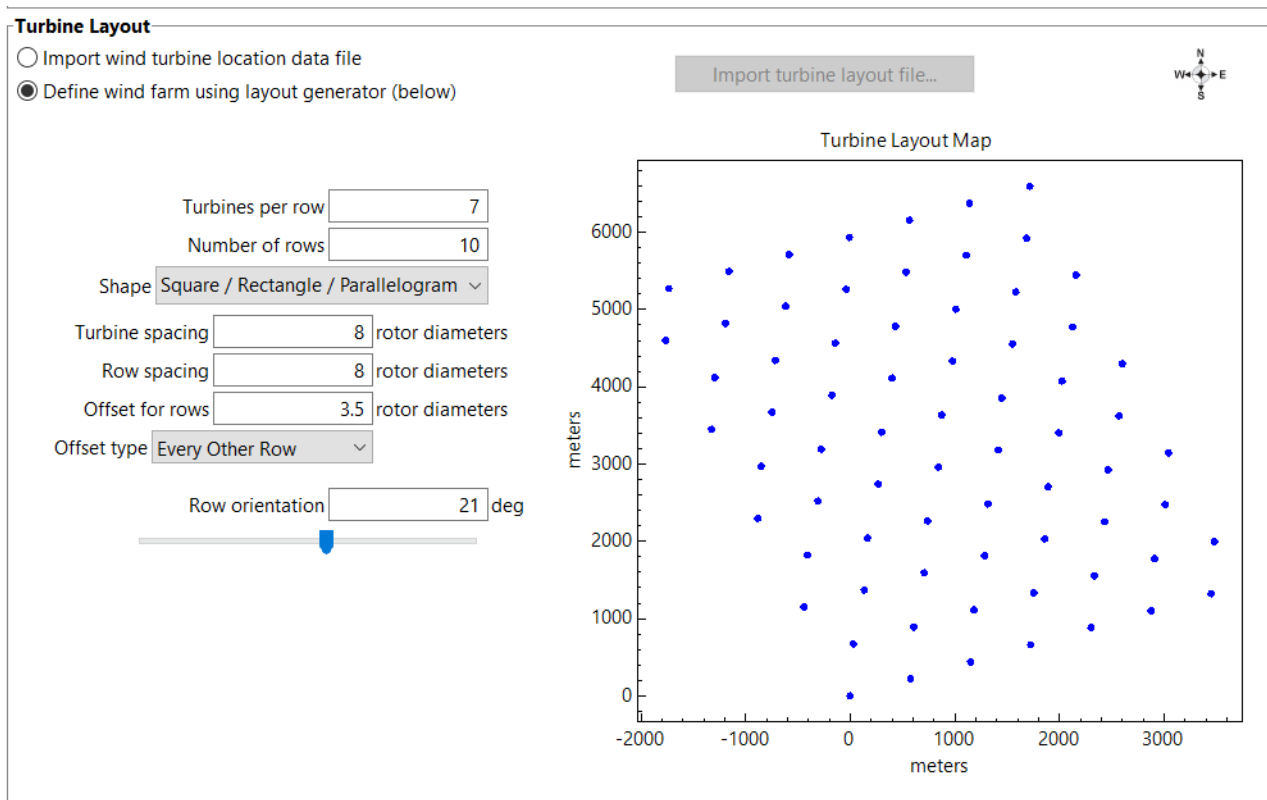 Turbine Layout
Import wind turbine location data file
Define wind farm using layout generator (below)
Import turbine layout file...
N
W E
S
Turbines per row 7
Number of rows 10
Shape Square / Rectangle / Parallelogram
Turbine spacing 8 rotor diameters
Row spacing 8 rotor diameters
Offset for rows 3.5 rotor diameters
Offset type Every Other Row
Row orientation 21 deg
Turbine Layout Map
6000
5000
4000
3000
2000
1000
0
meters
-2000 -1000 0 1000 2000 3000
meters